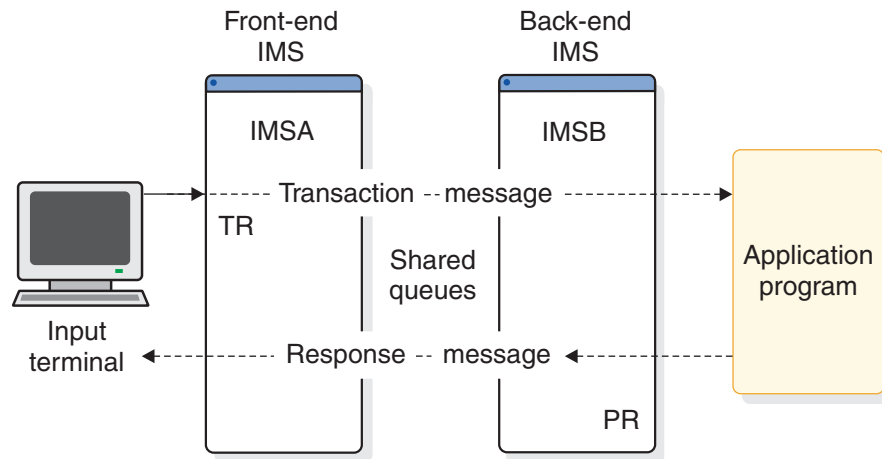 Front-end
IMS
Back-end
IMS
IMSA
IMSB
Transaction message
TR
Shared
queues
Application
program
Input
terminal
Response message
PR